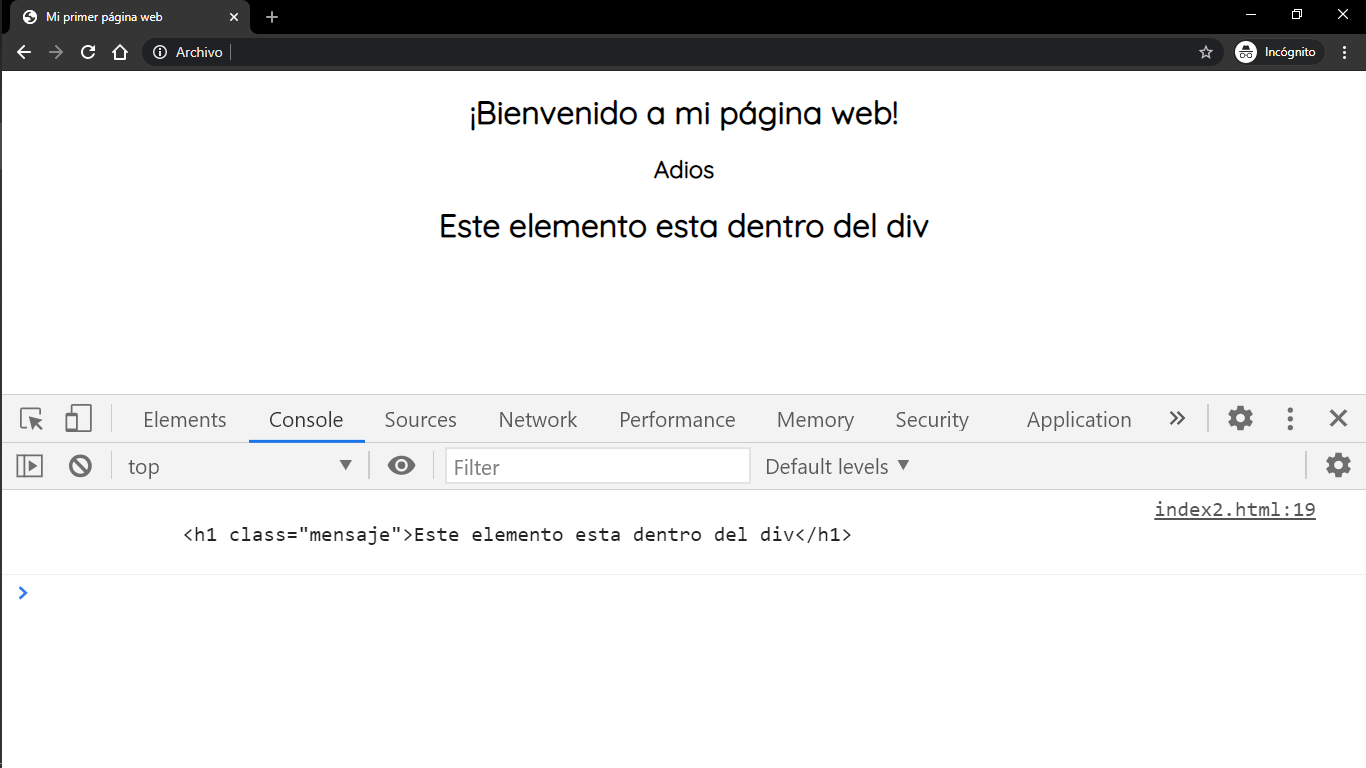 Mi primer página web
Archivo
Incógnito
¡Bienvenido a mi página web!
Adios
Este elemento esta dentro del div
Elements Console Sources Network Performance Memory Security Application
top Filter Default levels
index2.html:19
<h1 class="mensaje">Este elemento esta dentro del div</h1>